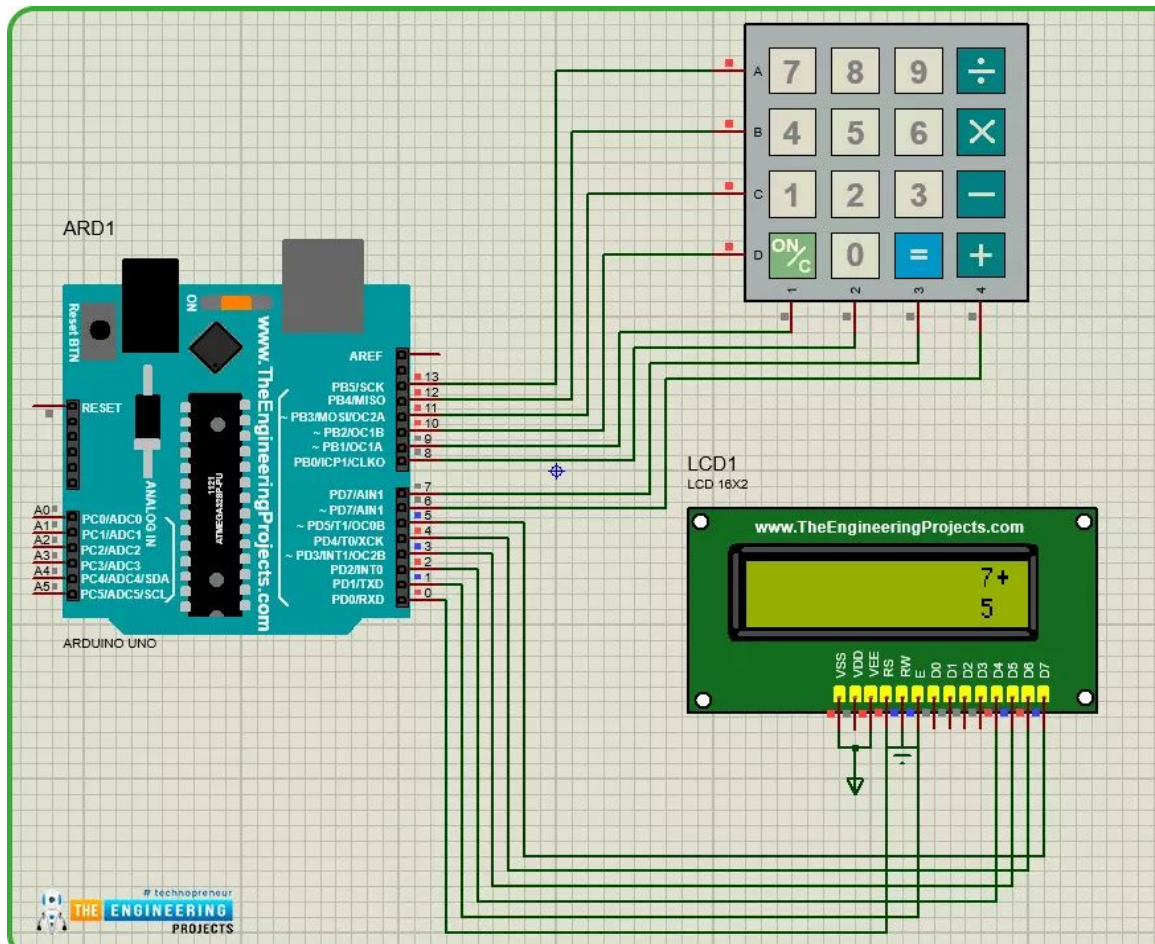 A
7 8 9 ÷
B
4 5 6 ×
C
1 2 3 −
D
ON/C 0 = +
1 2 3 4
ARD1
Reset BTN
ON
www.TheEngineeringProjects.com
AREF
RESET
PB5/SCK 13
PB4/MISO 12
~ PB3/MOSI/OC2A 11
~ PB2/OC1B 10
~ PB1/OC1A 9
PB0/ICP1/CLKO 8
PD7/AIN1 7
~ PD7/AIN1 6
~ PD5/T1/OC0B 5
PD4/T0/XCK 4
~ PD3/INT1/OC2B 3
PD2/INT0 2
PD1/TXD 1
PD0/RXD 0
ANALOG IN
1121
ATMEGA328P-PU
A0 PC0/ADC0
A1 PC1/ADC1
A2 PC2/ADC2
A3 PC3/ADC3
A4 PC4/ADC4/SDA
A5 PC5/ADC5/SCL
ARDUINO UNO
LCD1
LCD 16X2
www.TheEngineeringProjects.com
7+
5
VSS VDD VEE RS RW E D0 D1 D2 D3 D4 D5 D6 D7
# technopreneur
THE ENGINEERING
PROJECTS